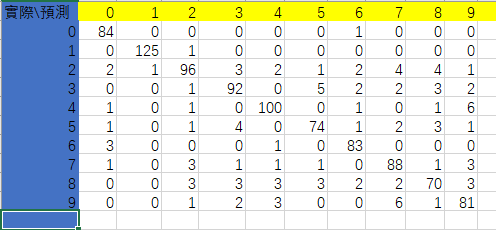 實際\預測 0 1 2 3 4 5 6 7 8 9
0 84 0 0 0 0 0 1 0 0 0
1 0 125 1 0 0 0 0 0 0 0
2 2 1 96 3 2 1 2 4 4 1
3 0 0 1 92 0 5 2 2 3 2
4 1 0 1 0 100 0 1 0 1 6
5 1 0 1 4 0 74 1 2 3 1
6 3 0 0 0 1 0 83 0 0 0
7 1 0 3 1 1 1 0 88 1 3
8 0 0 3 3 3 3 2 2 70 3
9 0 0 1 2 3 0 0 6 1 81